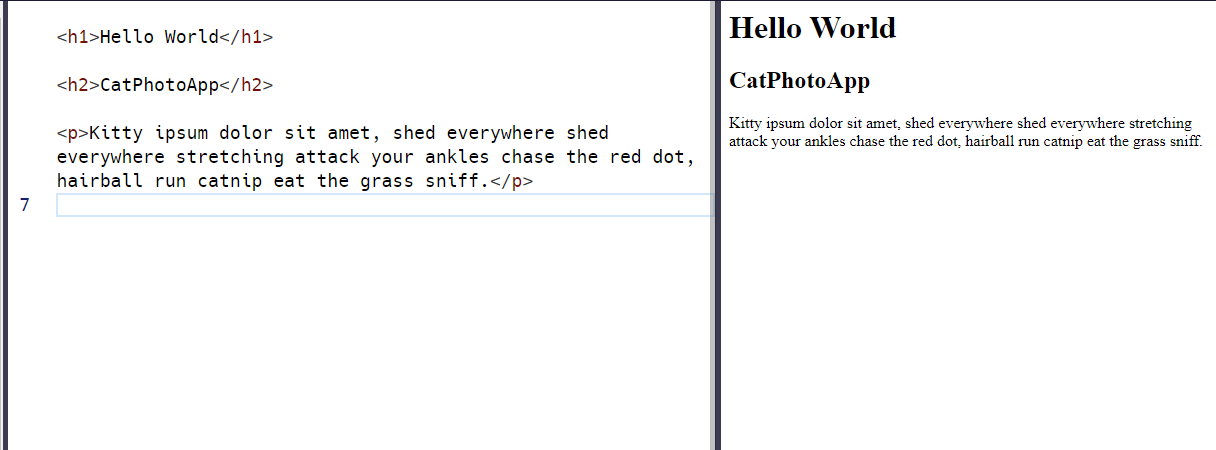 <h1>Hello World</h1>
<h2>CatPhotoApp</h2>
<p>Kitty ipsum dolor sit amet, shed everywhere shed
everywhere stretching attack your ankles chase the red dot,
hairball run catnip eat the grass sniff.</p>
7
Hello World
CatPhotoApp
Kitty ipsum dolor sit amet, shed everywhere shed everywhere stretching
attack your ankles chase the red dot, hairball run catnip eat the grass sniff.